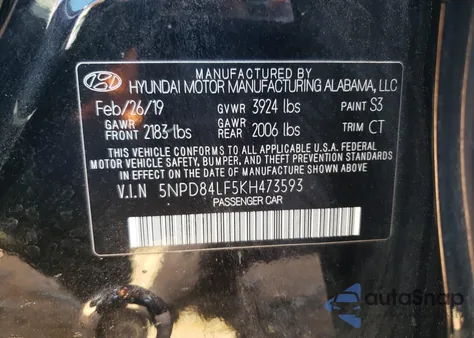 MANUFACTURED BY
HYUNDAI MOTOR MANUFACTURING ALABAMA, LLC
Feb/26/19 GVWR 3924 lbs PAINT S3
GAWR FRONT 2183 lbs GAWR REAR 2006 lbs TRIM CT
THIS VEHICLE CONFORMS TO ALL APPLICABLE U.S.A. FEDERAL
MOTOR VEHICLE SAFETY, BUMPER, AND THEFT PREVENTION STANDARDS
IN EFFECT ON THE DATE OF MANUFACTURE SHOWN ABOVE.
V.I.N 5NPD84LF5KH473593
PASSENGER CAR
autoSnap